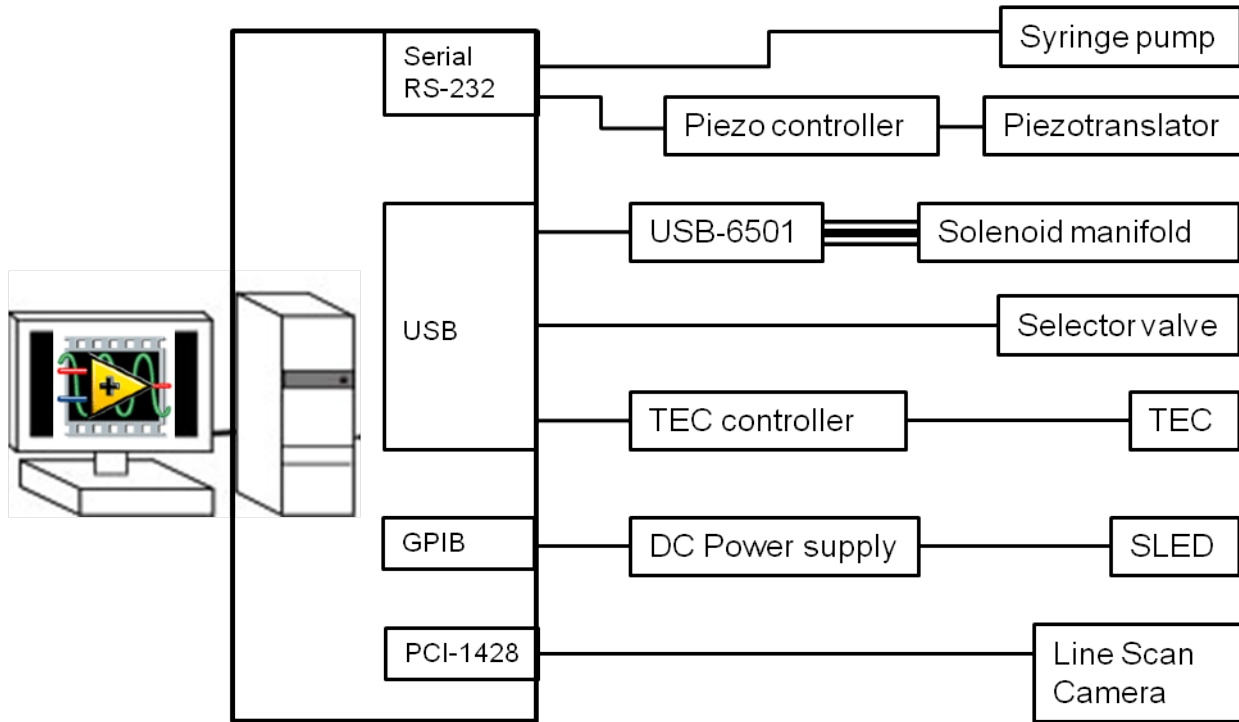 Serial
RS-232
Syringe pump
Piezo controller
Piezotranslator
USB
USB-6501
Solenoid manifold
Selector valve
TEC controller
TEC
GPIB
DC Power supply
SLED
PCI-1428
Line Scan
Camera